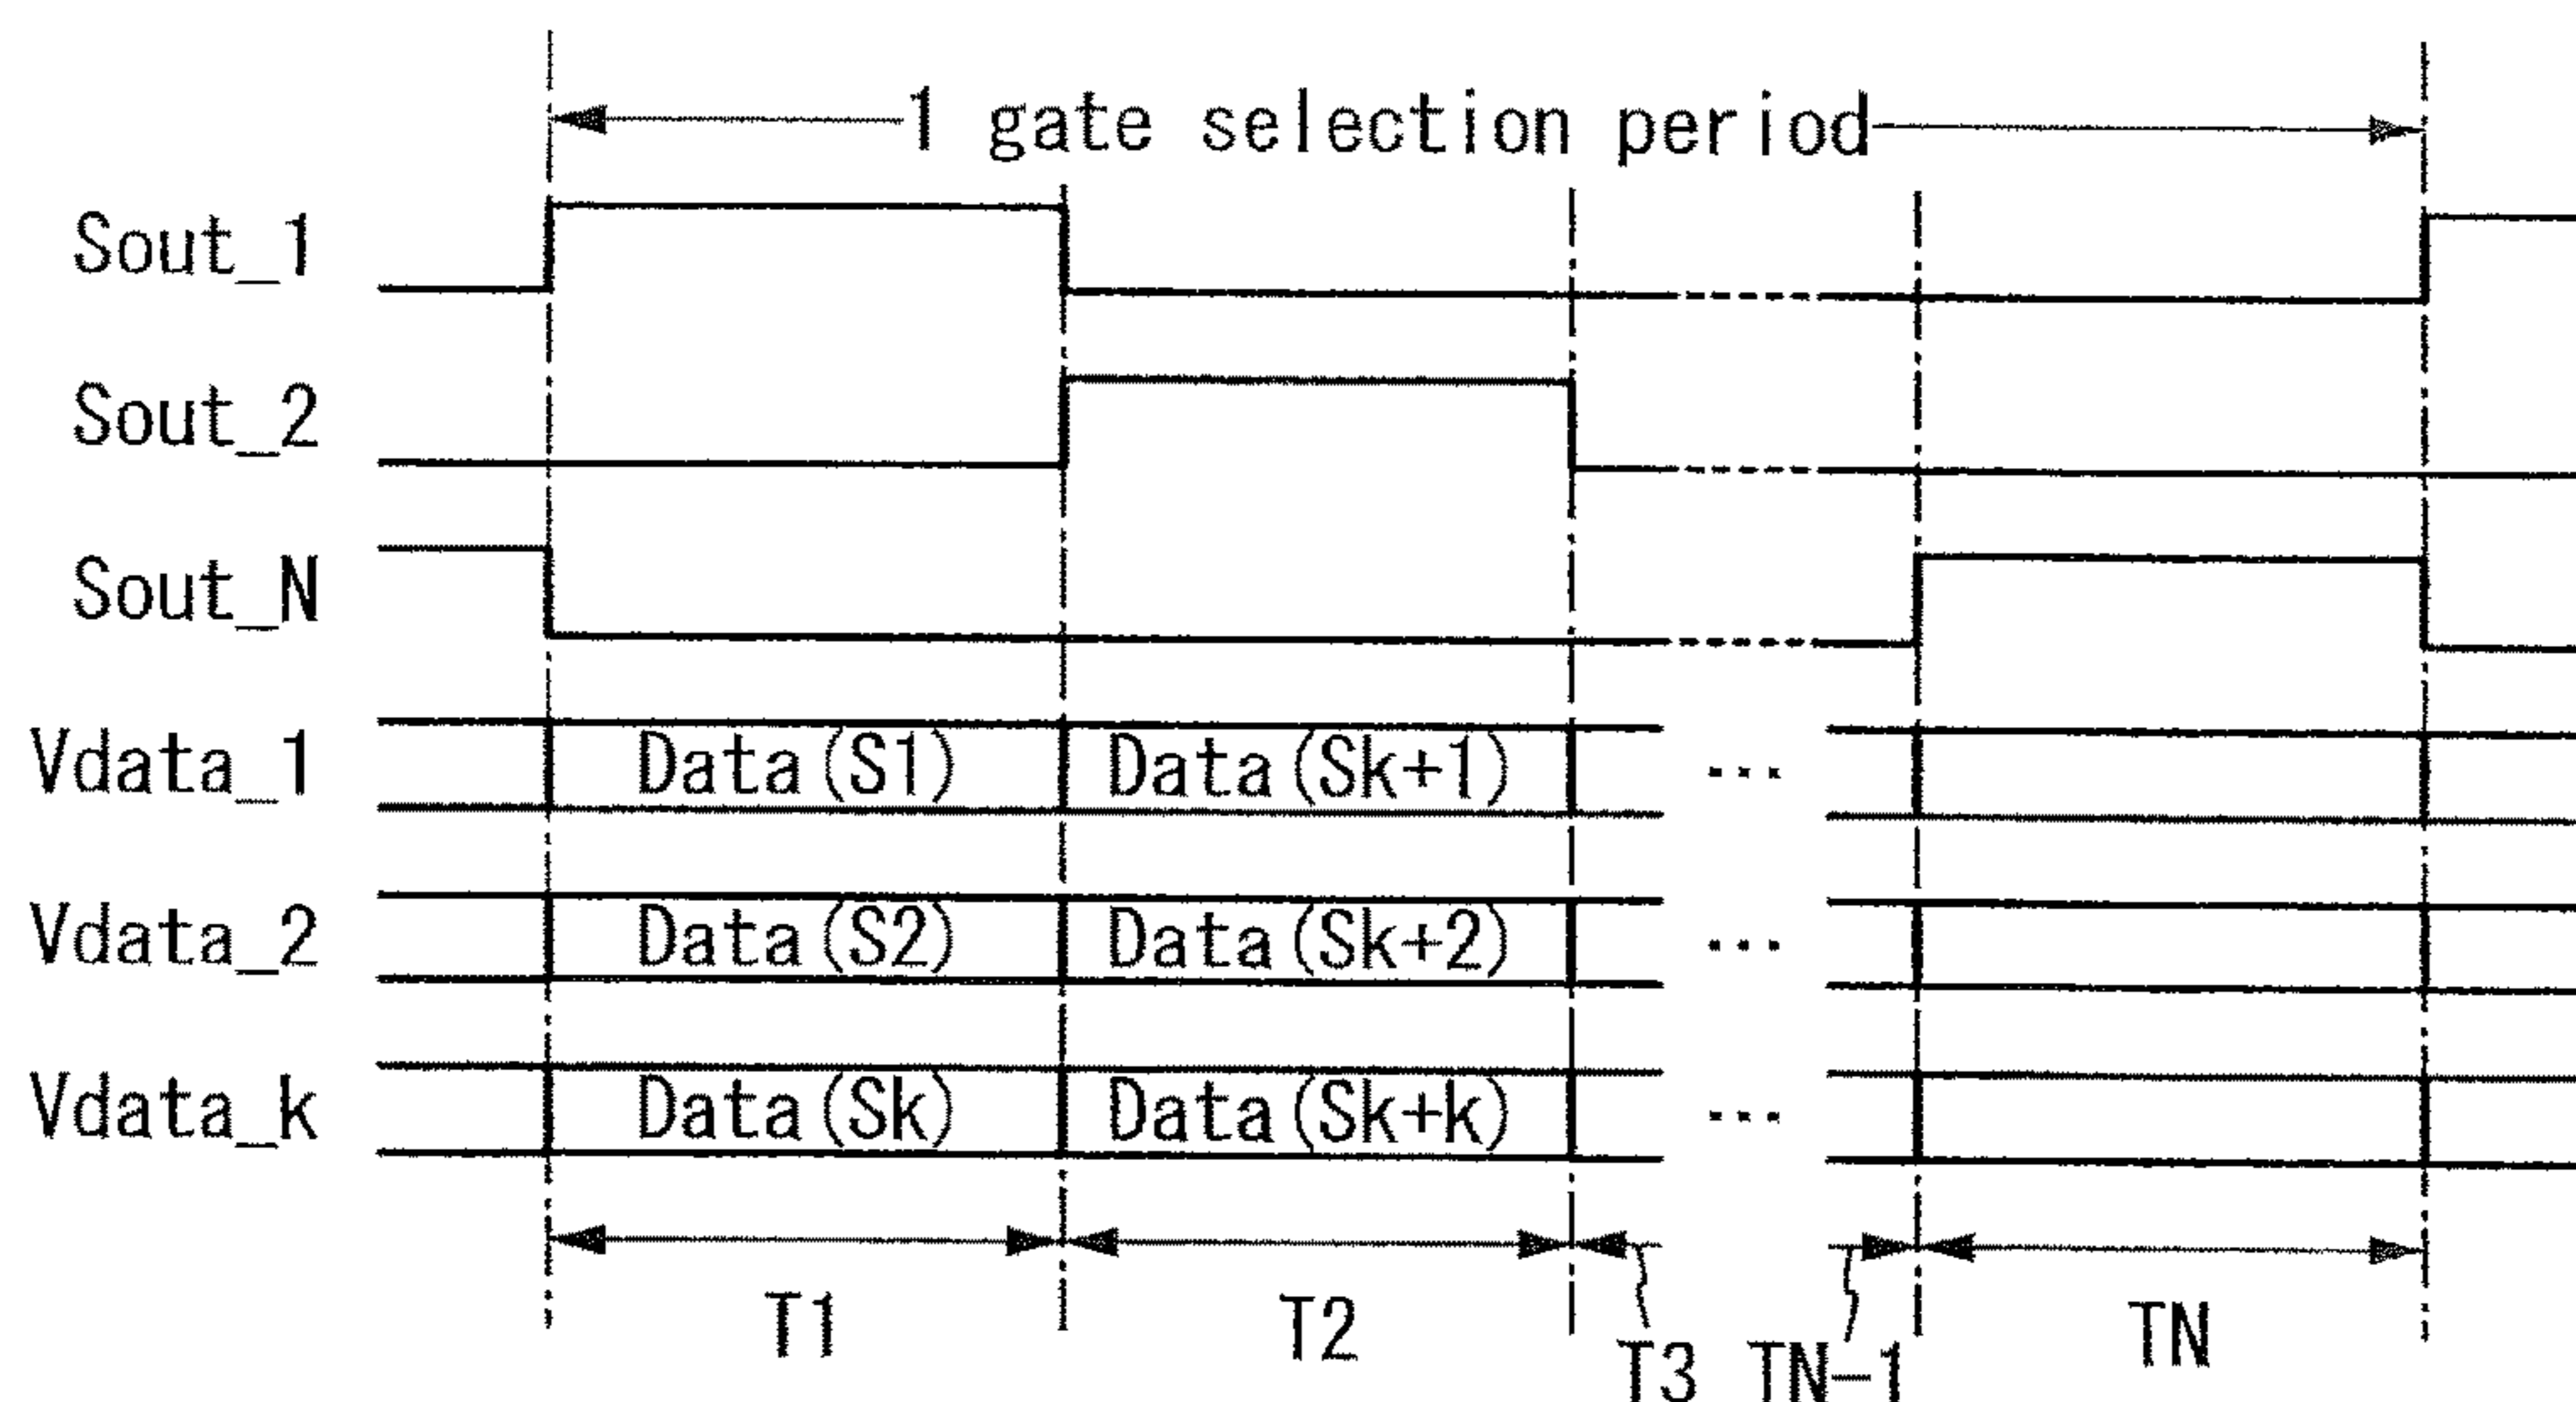 1 gate selection period
Sout_1
Sout_2
Sout_N
Vdata_1 Data(S1) Data(Sk+1) ...
Vdata_2 Data(S2) Data(Sk+2) ...
Vdata_k Data(Sk) Data(Sk+k) ...
T1 T2 T3 TN-1 TN